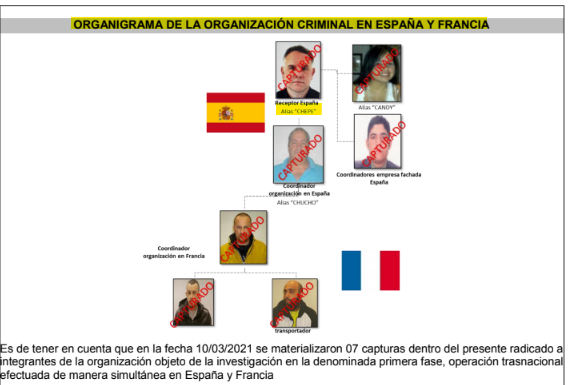 ORGANIGRAMA DE LA ORGANIZACIÓN CRIMINAL EN ESPAÑA Y FRANCIA
CAPTURADO
CAPTURADO
Receptor España
Alias "CHEPE"
Alias "CANDY"
CAPTURADO
CAPTURADO
Coordinador
organización en España
Alias "CHUCHO"
Coordinadores empresa fachada
España
CAPTURADO
Coordinador
organización en Francia
CAPTURADO
CAPTURADO
transportador
Es de tener en cuenta que en la fecha 10/03/2021 se materializaron 07 capturas dentro del presente radicado a
integrantes de la organización objeto de la investigación en la denominada primera fase, operación trasnacional
efectuada de manera simultánea en España y Francia